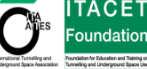 ITA
AITES
ITACET
Foundation
International Tunnelling and
Underground Space Association
Foundation for Education and Training on
Tunnelling and Underground Space Use